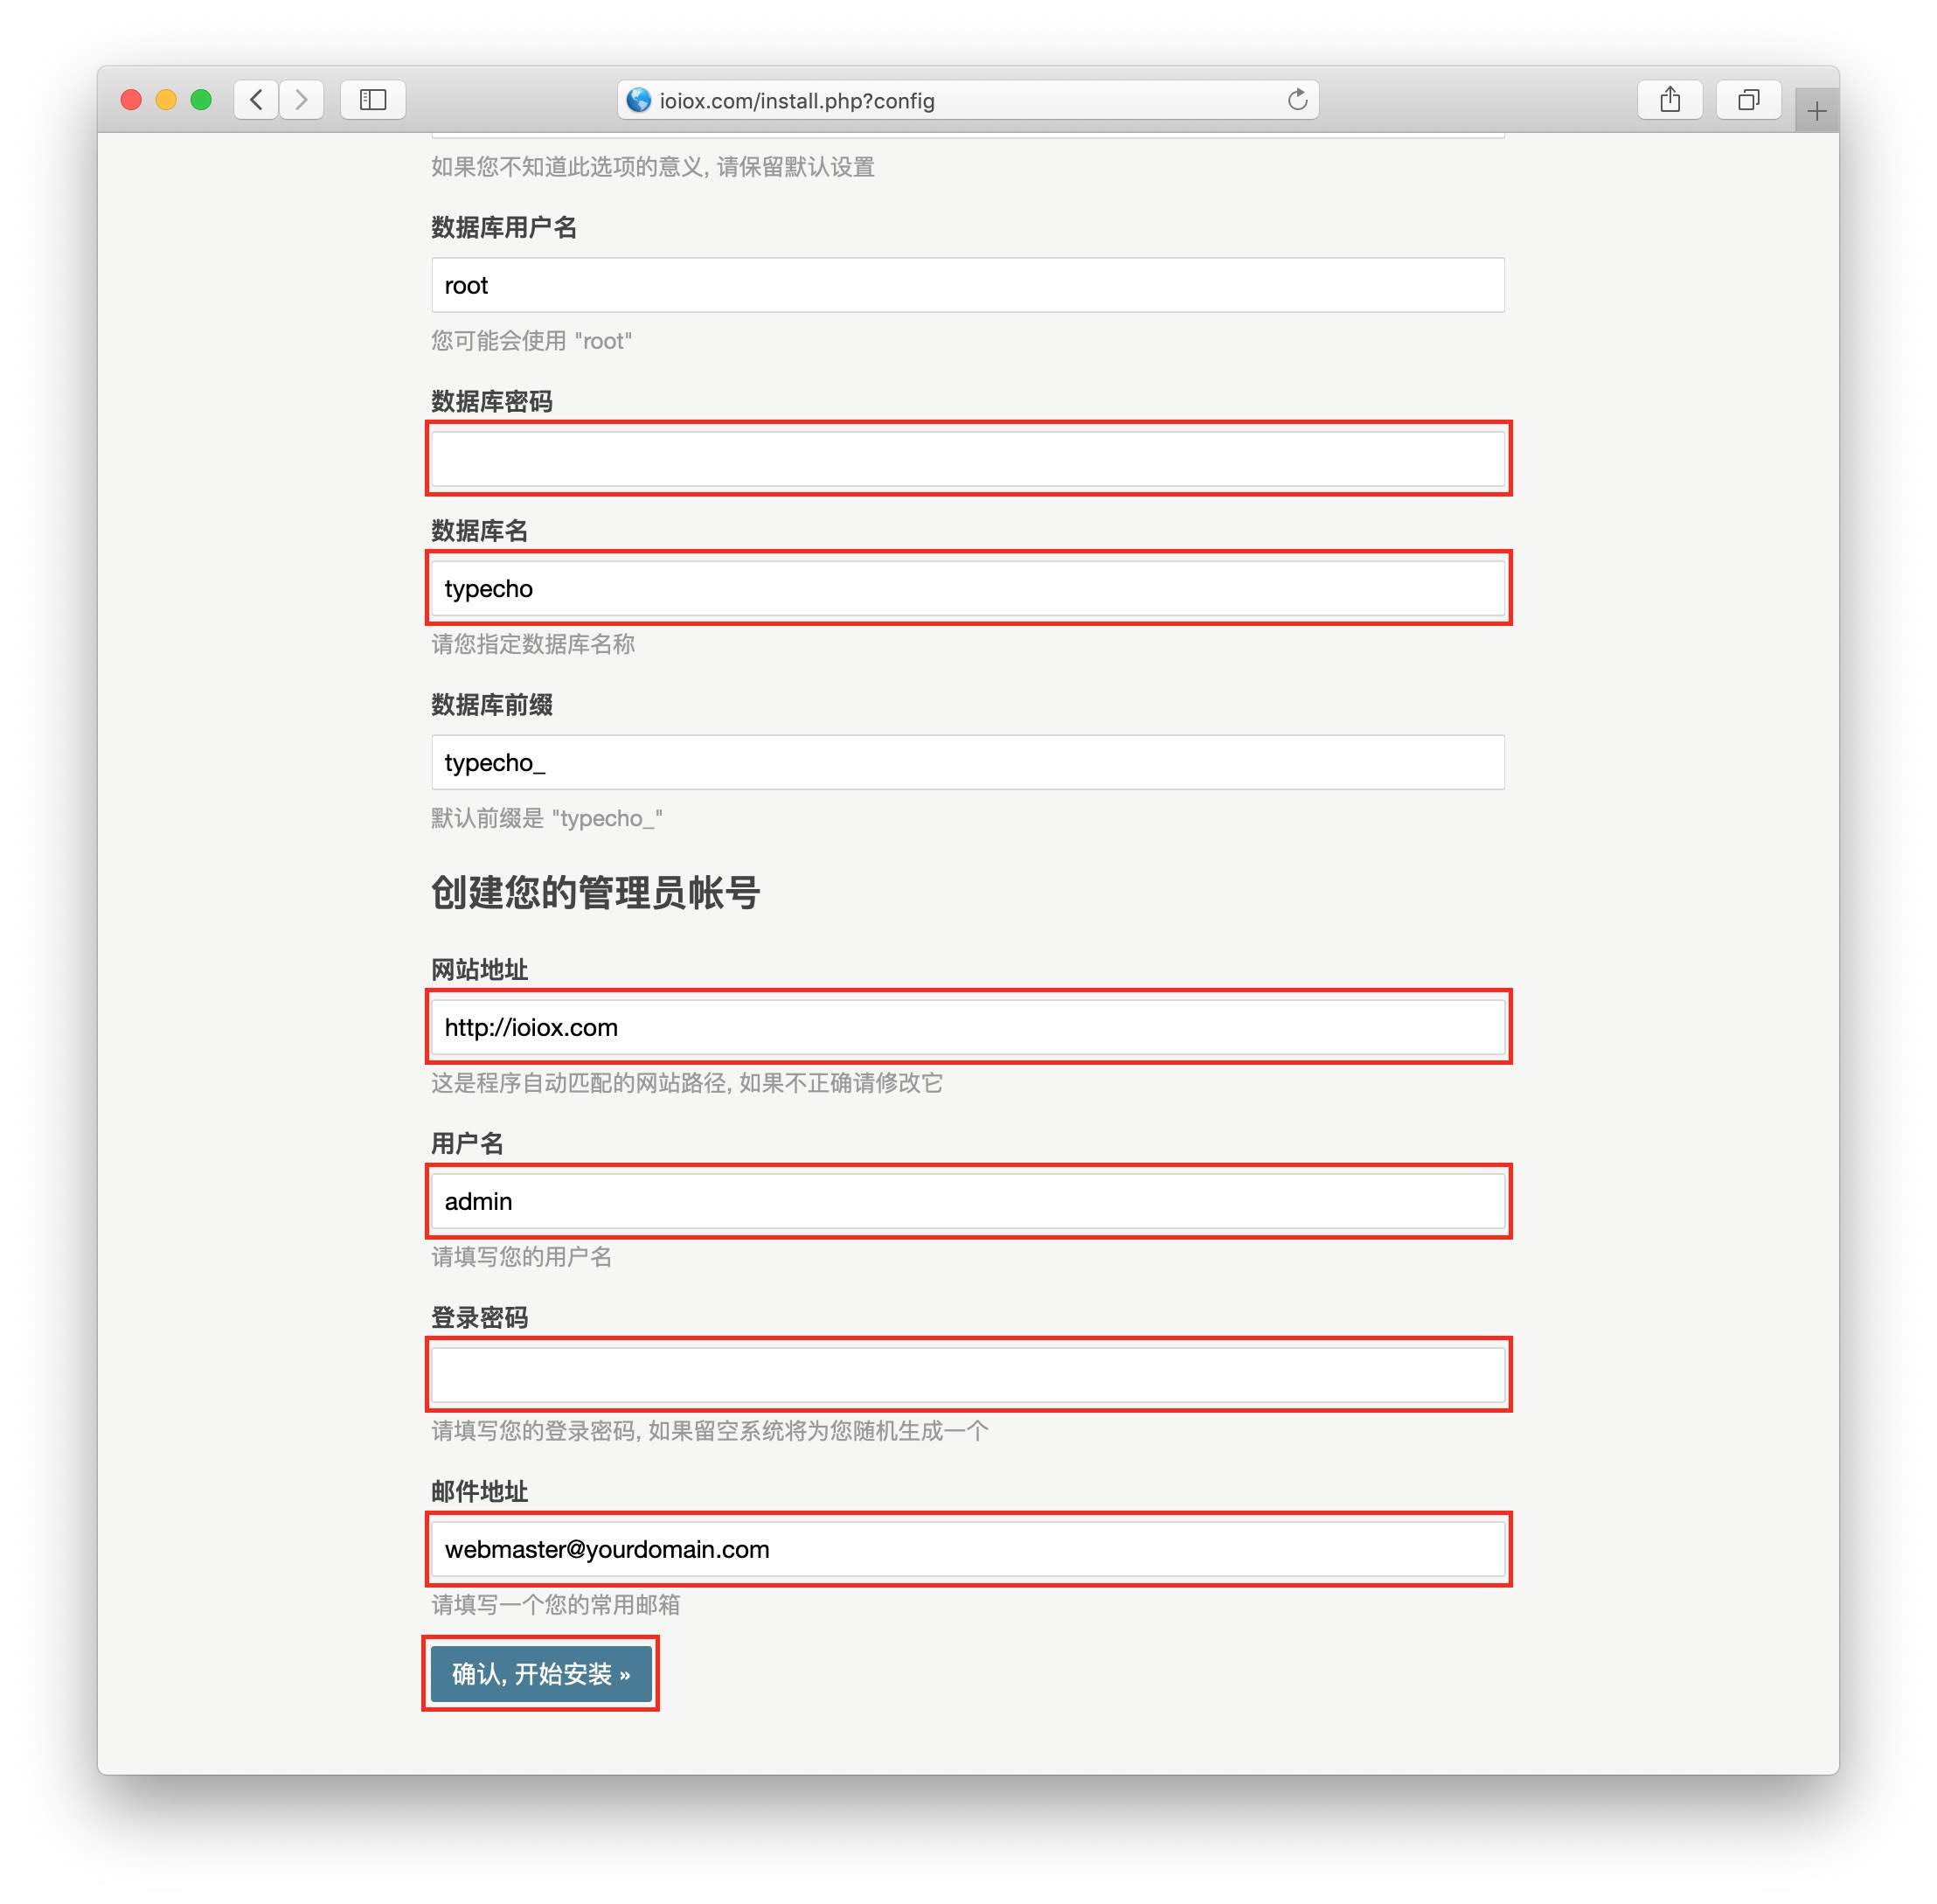 ioiox.com/install.php?config
如果您不知道此选项的意义, 请保留默认设置
数据库用户名
root
您可能会使用 "root"
数据库密码
数据库名
typecho
请您指定数据库名称
数据库前缀
typecho_
默认前缀是 "typecho_"
创建您的管理员帐号
网站地址
http://ioiox.com
这是程序自动匹配的网站路径, 如果不正确请修改它
用户名
admin
请填写您的用户名
登录密码
请填写您的登录密码, 如果留空系统将为您随机生成一个
邮件地址
webmaster@yourdomain.com
请填写一个您的常用邮箱
确认, 开始安装 »